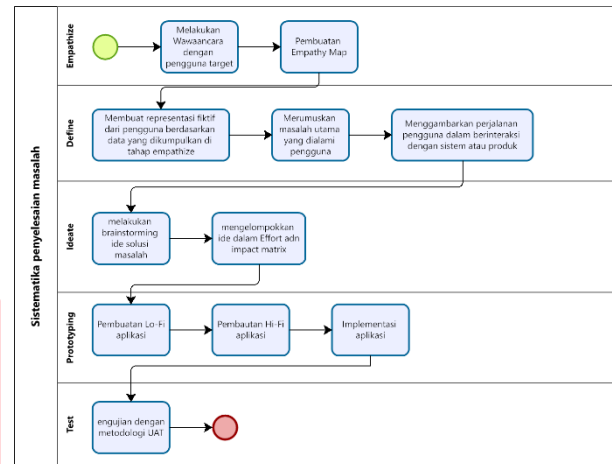 Sistematika penyelesaian masalah
Empathize
Melakukan
Wawaancara
dengan
pengguna target
Pembuatan
Empathy Map
Define
Membuat representasi fiktif
dari pengguna berdasarkan
data yang dikumpulkan di
tahap empathize
Merumuskan
masalah utama
yang dialami
pengguna
Menggambarkan perjalanan
pengguna dalam berinteraksi
dengan sistem atau produk
Ideate
melakukan
brainstorming
ide solusi
masalah
mengelompokkan
ide dalam Effort adn
impact matrix
Prototyping
Pembuatan Lo-Fi
aplikasi
Pembautan Hi-Fi
aplikasi
Implementasi
aplikasi
Test
engujian dengan
metodologi UAT